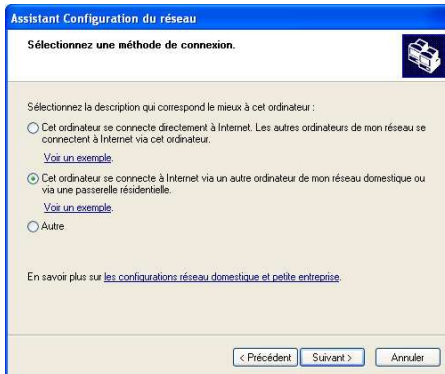 Assistant Configuration du réseau
Sélectionnez une méthode de connexion.
Sélectionnez la description qui correspond le mieux à cet ordinateur :
Cet ordinateur se connecte directement à Internet. Les autres ordinateurs de mon réseau se
connectent à Internet via cet ordinateur.
Voir un exemple.
Cet ordinateur se connecte à Internet via un autre ordinateur de mon réseau domestique ou
via une passerelle résidentielle.
Voir un exemple.
Autre
En savoir plus sur les configurations réseau domestique et petite entreprise.
< Précédent Suivant > Annuler